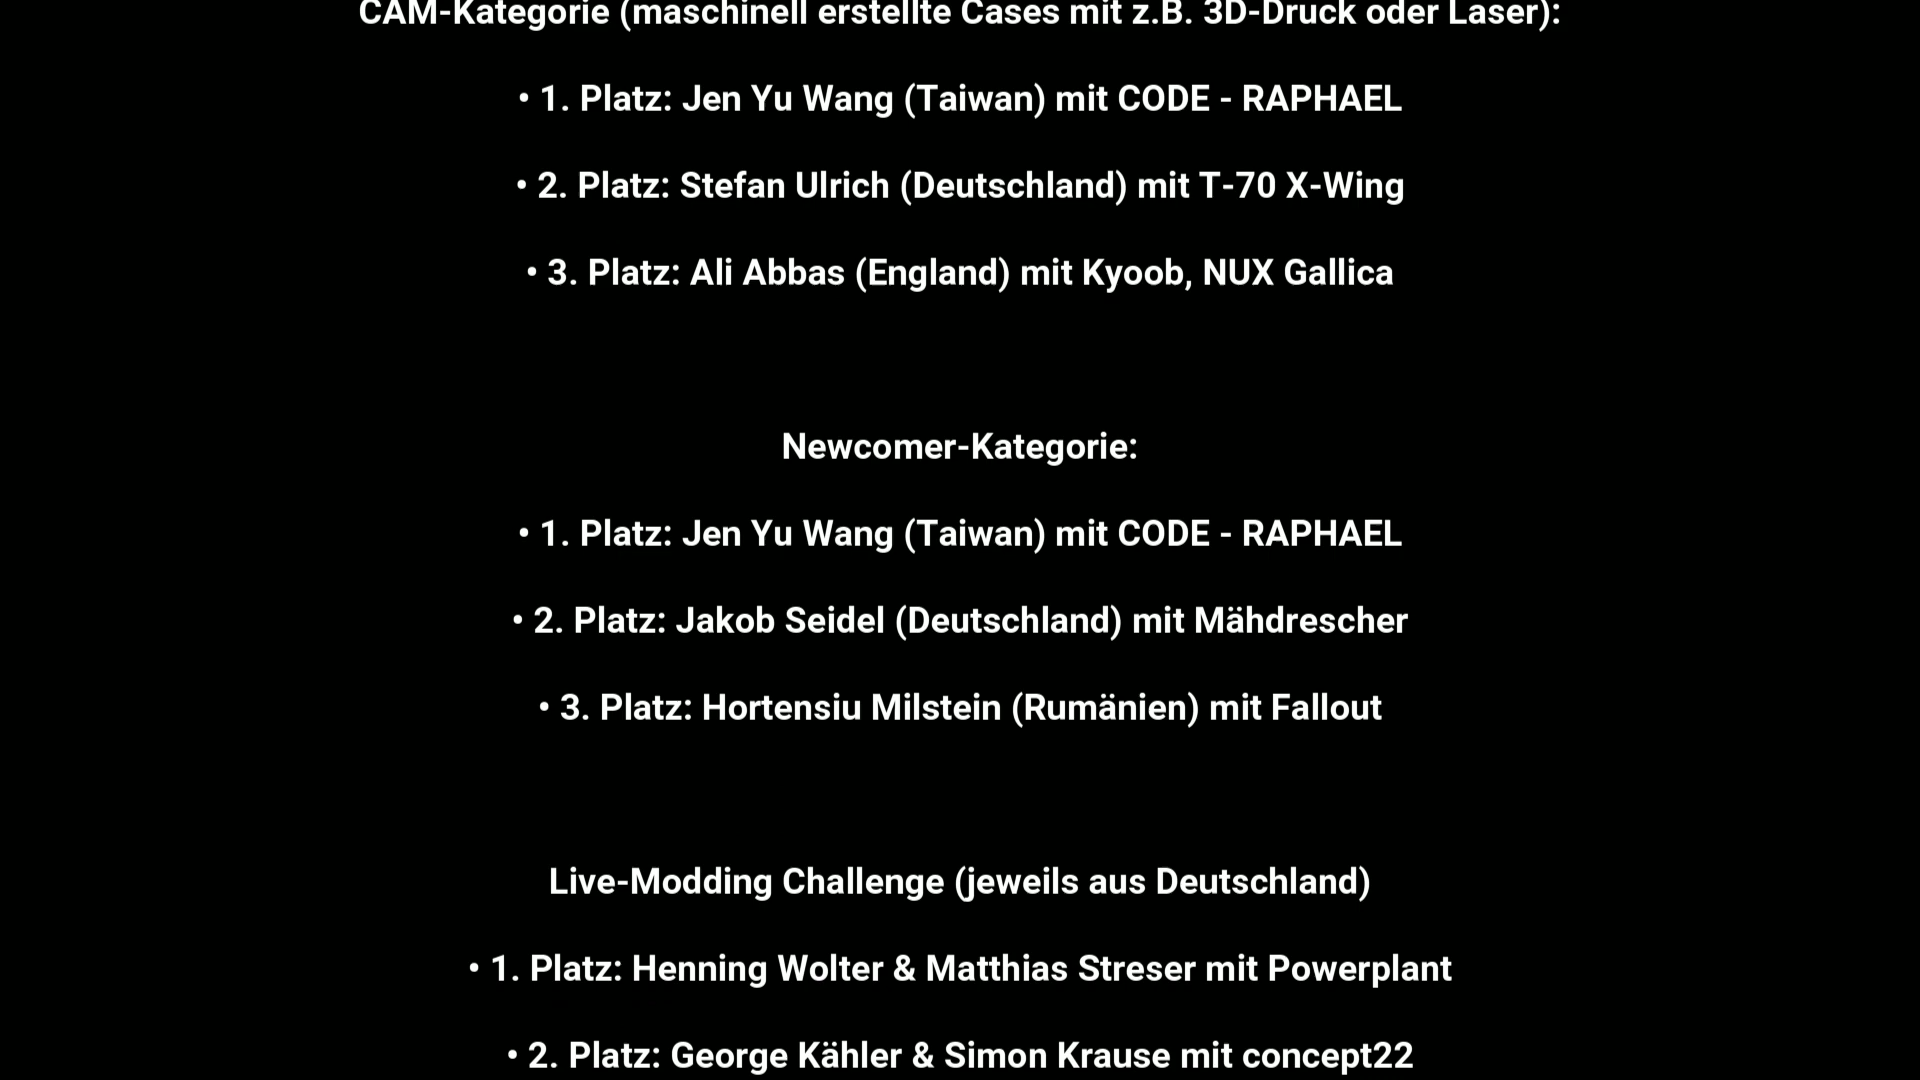 CAM-Kategorie (maschinell erstellte Cases mit z.B. 3D-Druck oder Laser):
• 1. Platz: Jen Yu Wang (Taiwan) mit CODE - RAPHAEL
• 2. Platz: Stefan Ulrich (Deutschland) mit T-70 X-Wing
• 3. Platz: Ali Abbas (England) mit Kyoob, NUX Gallica
Newcomer-Kategorie:
• 1. Platz: Jen Yu Wang (Taiwan) mit CODE - RAPHAEL
• 2. Platz: Jakob Seidel (Deutschland) mit Mähdrescher
• 3. Platz: Hortensiu Milstein (Rumänien) mit Fallout
Live-Modding Challenge (jeweils aus Deutschland)
• 1. Platz: Henning Wolter & Matthias Streser mit Powerplant
• 2. Platz: George Kähler & Simon Krause mit concept22